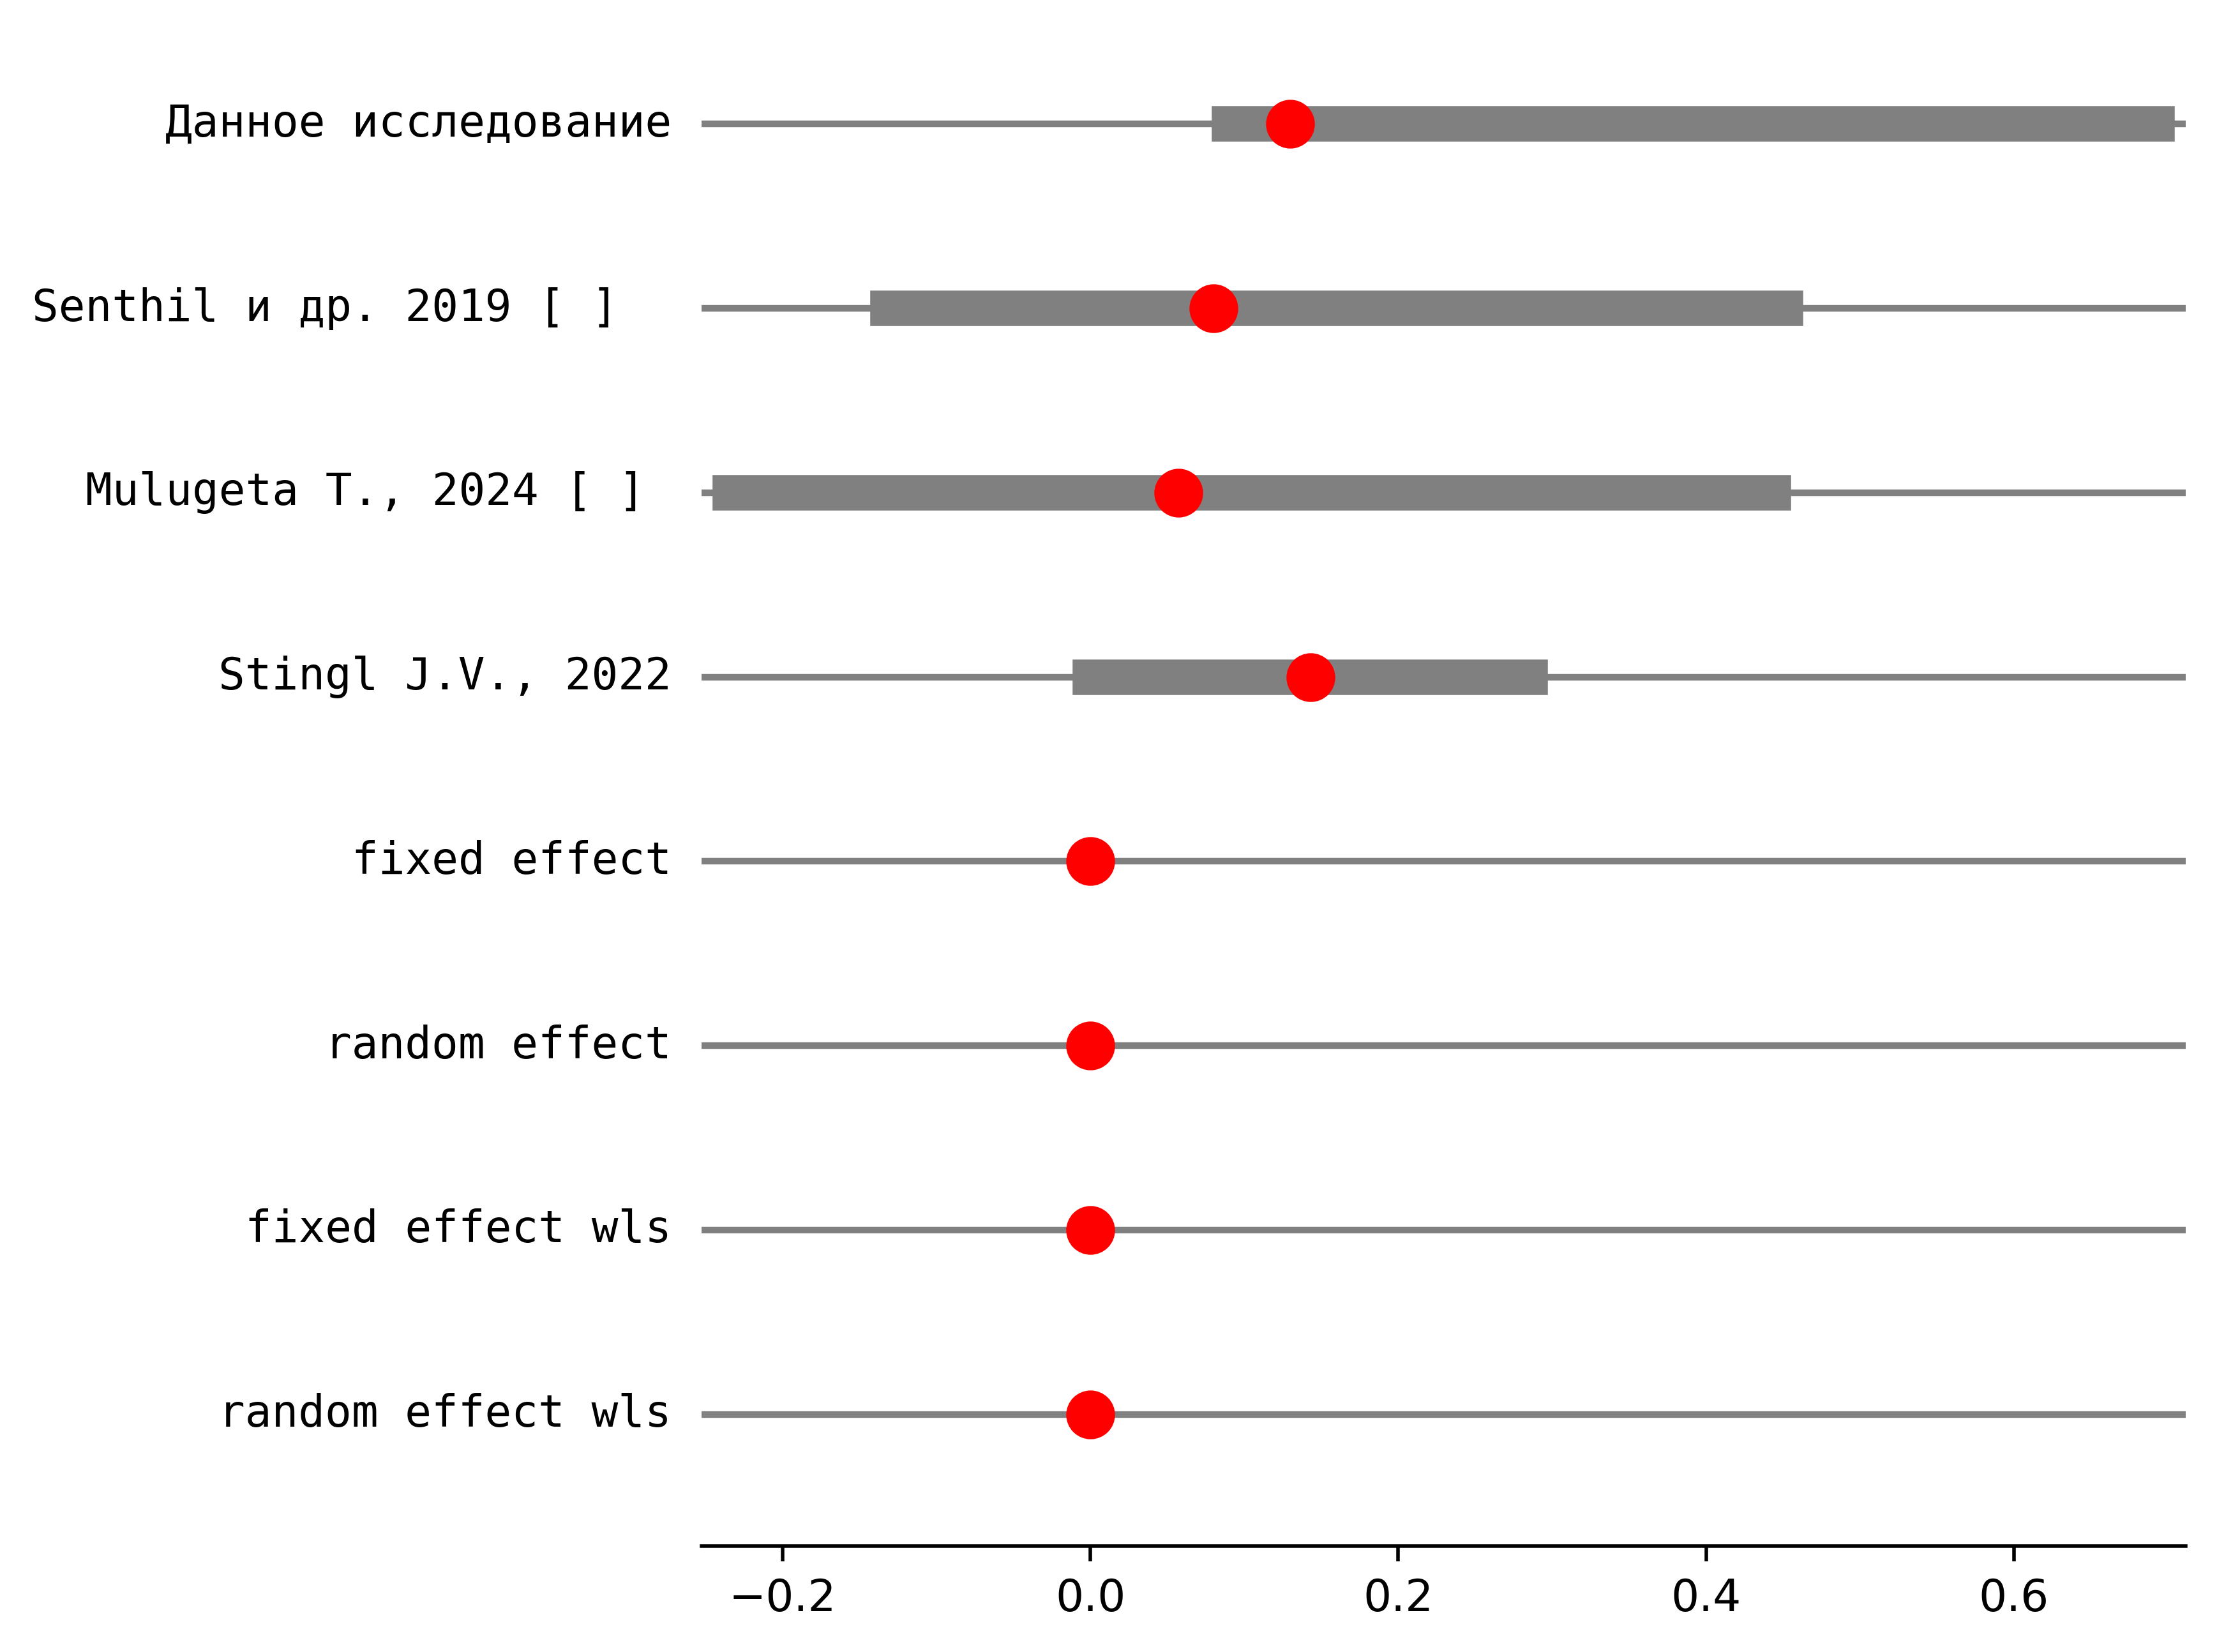 Данное исследование
Senthil и др. 2019 [ ]
Mulugeta T., 2024 [ ]
Stingl J.V., 2022
fixed effect
random effect
fixed effect wls
random effect wls
−0.2 0.0 0.2 0.4 0.6